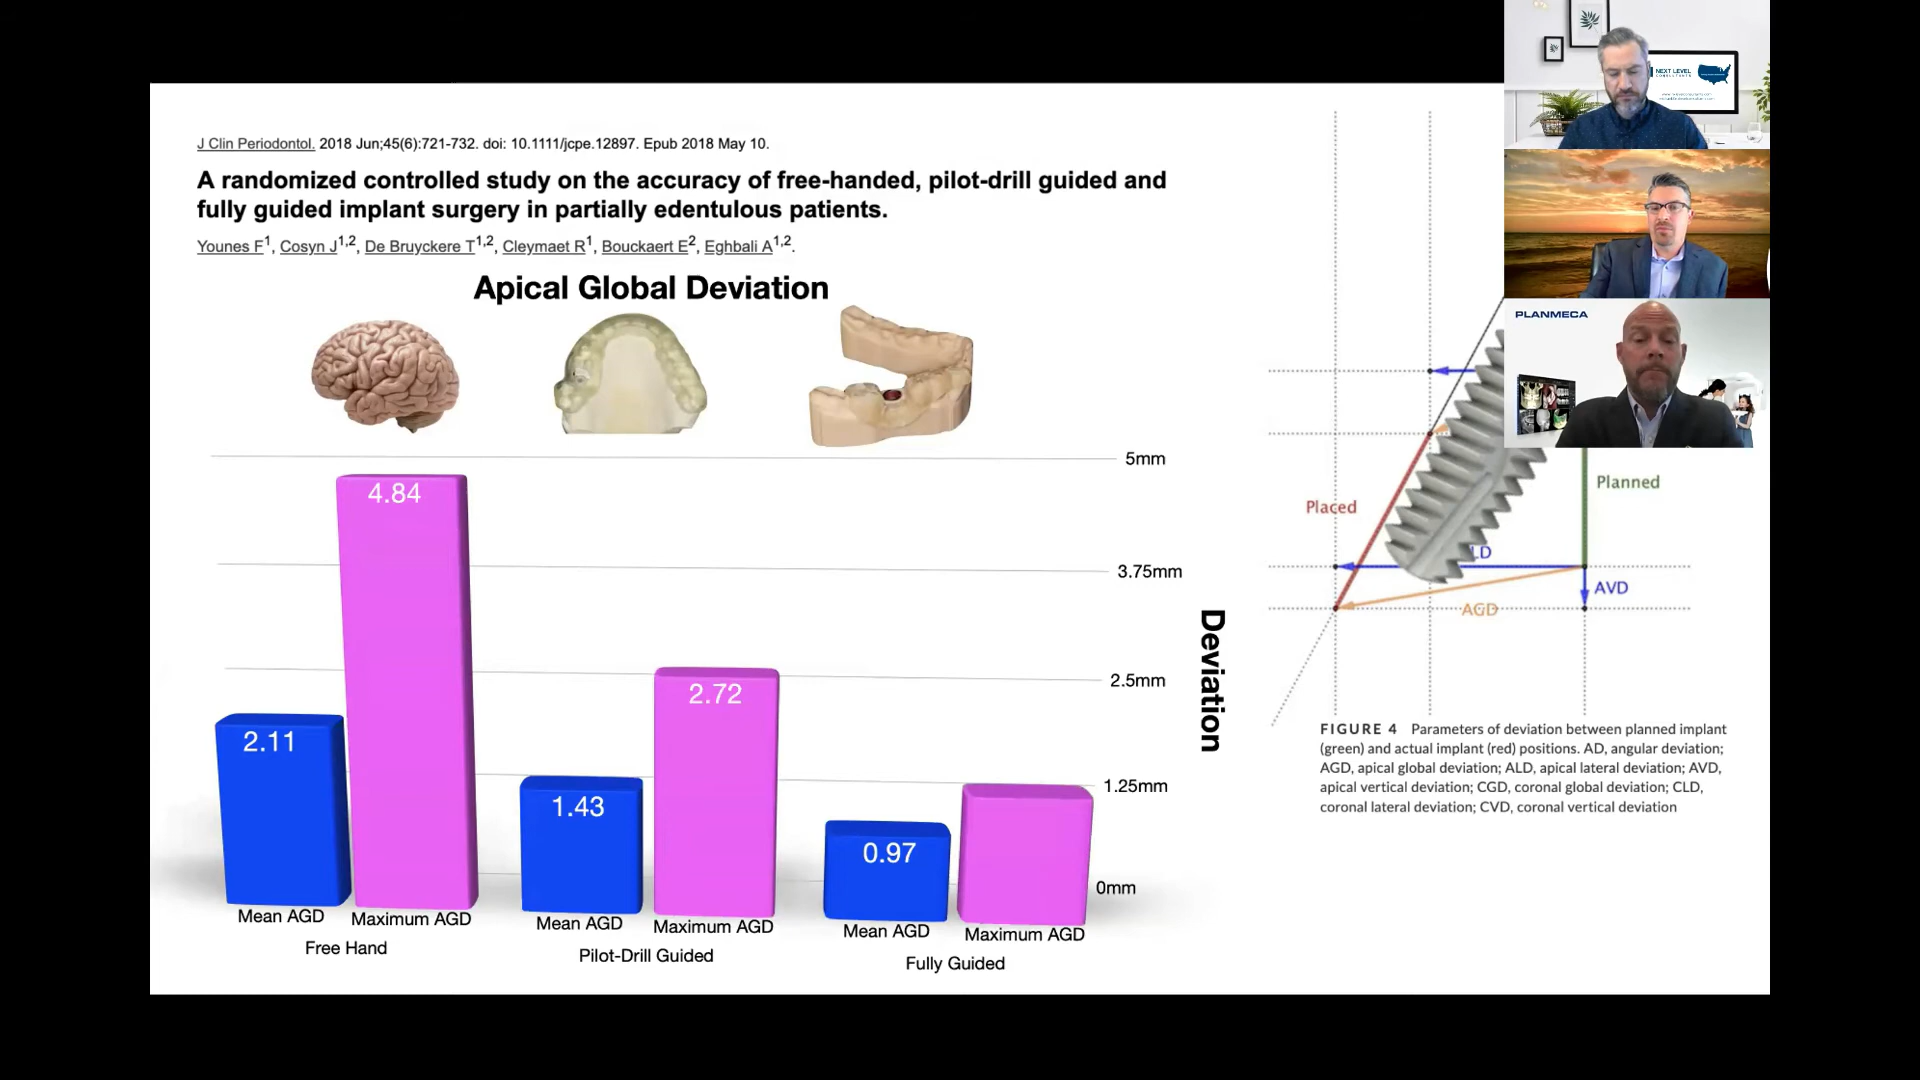 J Clin Periodontol. 2018 Jun;45(6):721-732. doi: 10.1111/jcpe.12897. Epub 2018 May 10.
A randomized controlled study on the accuracy of free-handed, pilot-drill guided and
fully guided implant surgery in partially edentulous patients.
Younes F1, Cosyn J1,2, De Bruyckere T1,2, Cleymaet R1, Bouckaert E2, Eghbali A1,2.
Apical Global Deviation
5mm
3.75mm
2.5mm
1.25mm
0mm
Deviation
2.11
4.84
1.43
2.72
0.97
Mean AGD
Maximum AGD
Mean AGD
Maximum AGD
Mean AGD
Maximum AGD
Free Hand
Pilot-Drill Guided
Fully Guided
Placed
Planned
LD
AVD
AGD
FIGURE 4 Parameters of deviation between planned implant
(green) and actual implant (red) positions. AD, angular deviation;
AGD, apical global deviation; ALD, apical lateral deviation; AVD,
apical vertical deviation; CGD, coronal global deviation; CLD,
coronal lateral deviation; CVD, coronal vertical deviation
NEXT LEVEL
CONSULTANTS
PLANMECA